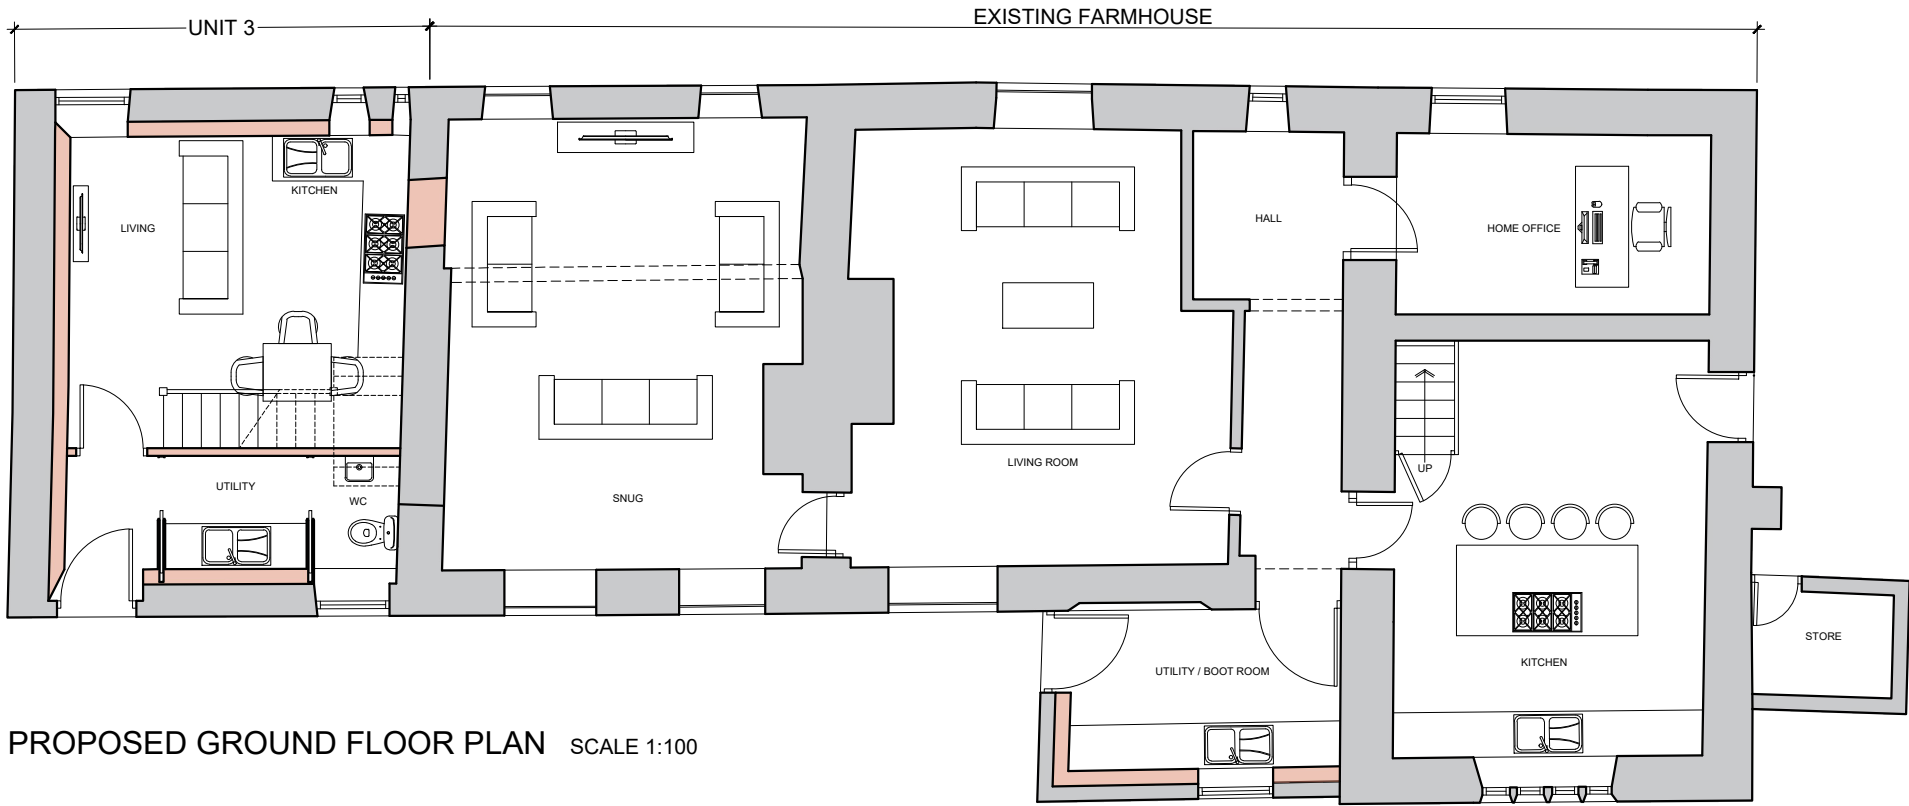 UNIT 3
EXISTING FARMHOUSE
KITCHEN
LIVING
HALL
HOME OFFICE
LIVING ROOM
UP
UTILITY
WC
SNUG
STORE
KITCHEN
UTILITY / BOOT ROOM
PROPOSED GROUND FLOOR PLAN SCALE 1:100